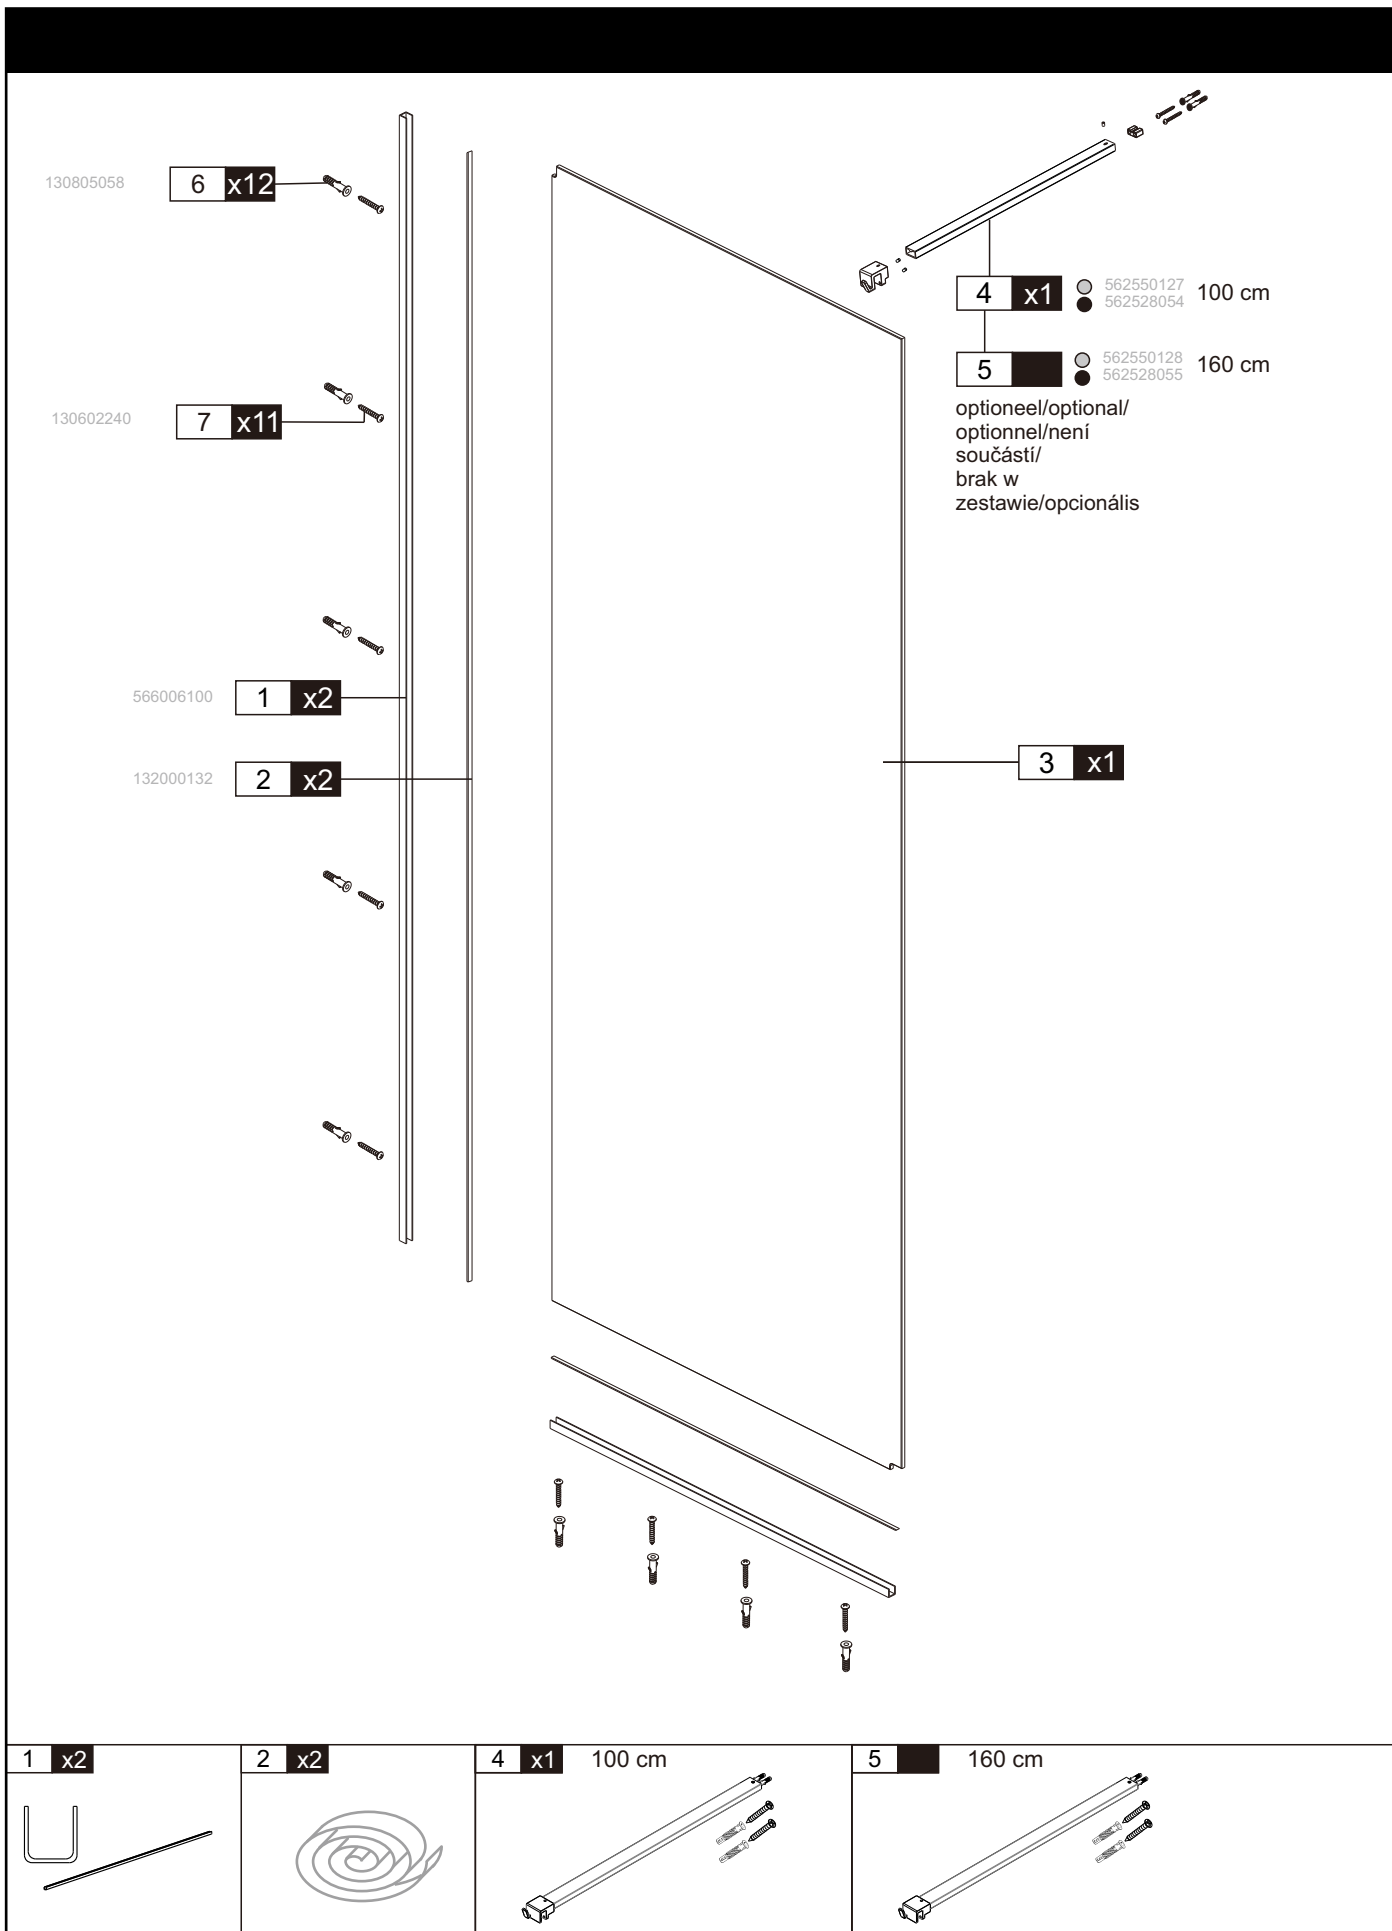 130805058
6 x12
4 x1
562550127
562528054
100 cm
5
562550128
562528055
160 cm
optioneel/optional/
optionnel/není
součástí/
brak w
zestawie/opcionális
130602240
7 x11
566006100
1 x2
132000132
2 x2
3 x1
1 x2
2 x2
4 x1 100 cm
5 160 cm